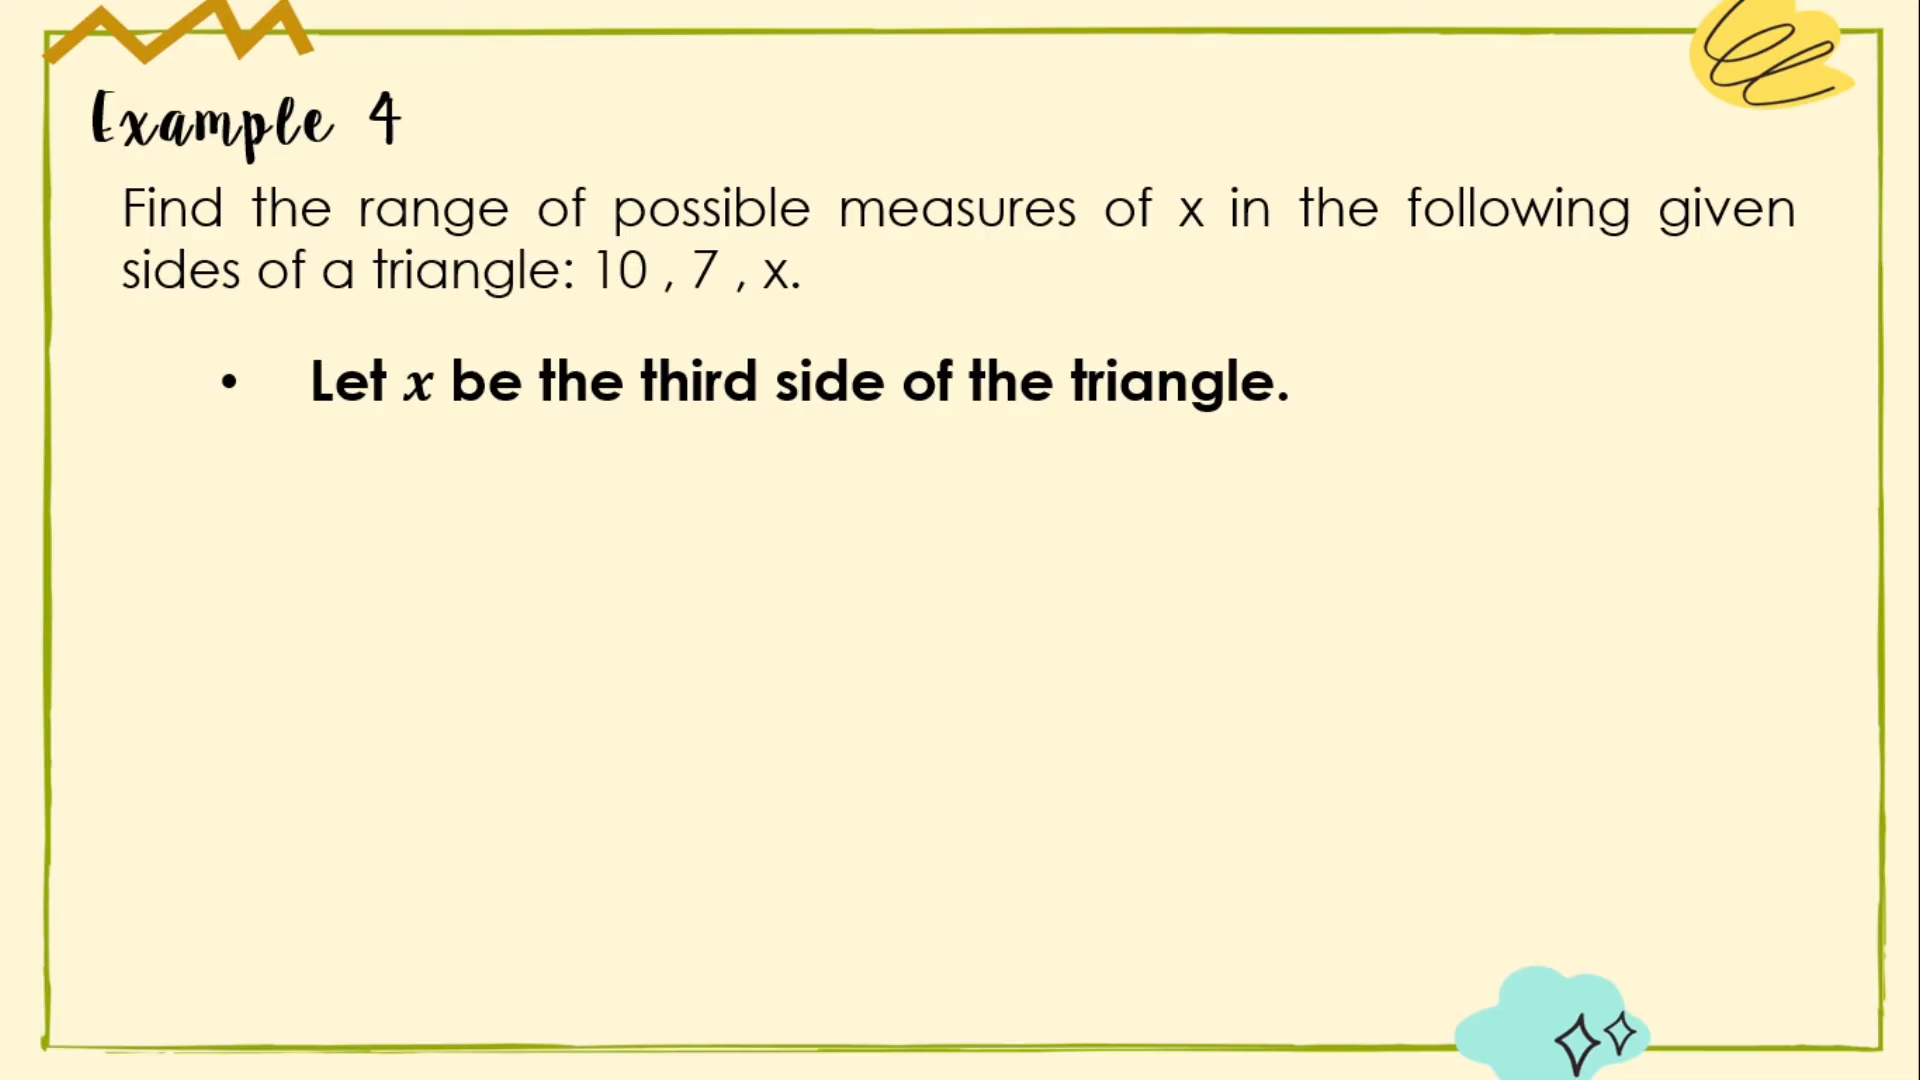 Example 4
Find the range of possible measures of x in the following given
sides of a triangle: 10 , 7 , x.
• Let x be the third side of the triangle.